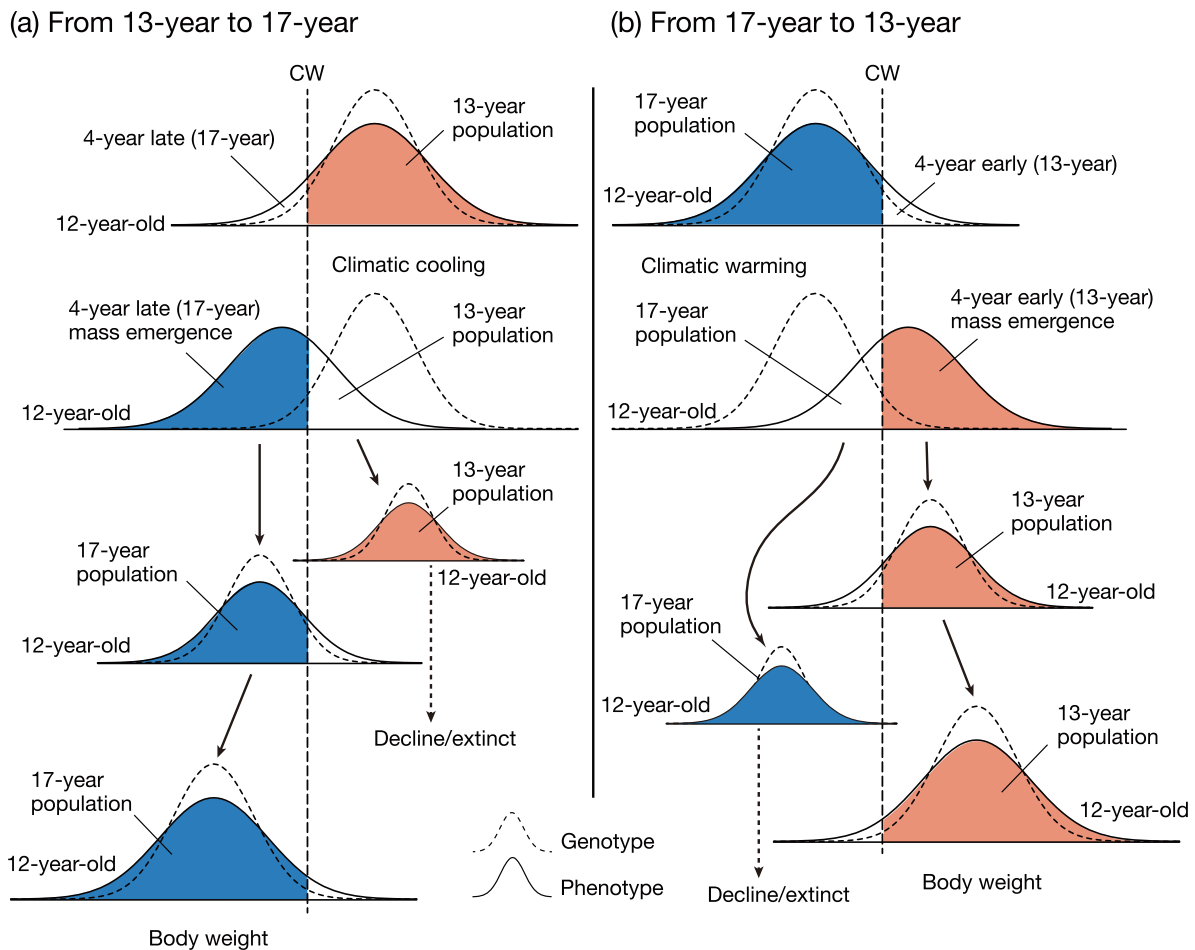 (a) From 13-year to 17-year
CW
13-year
population
4-year late (17-year)
12-year-old
Climatic cooling
4-year late (17-year)
mass emergence
13-year
population
12-year-old
13-year
population
12-year-old
17-year
population
12-year-old
Decline/extinct
17-year
population
12-year-old
Body weight
Genotype
Phenotype
(b) From 17-year to 13-year
CW
17-year
population
4-year early (13-year)
12-year-old
Climatic warming
17-year
population
4-year early (13-year)
mass emergence
12-year-old
13-year
population
12-year-old
17-year
population
12-year-old
13-year
population
12-year-old
Decline/extinct
Body weight